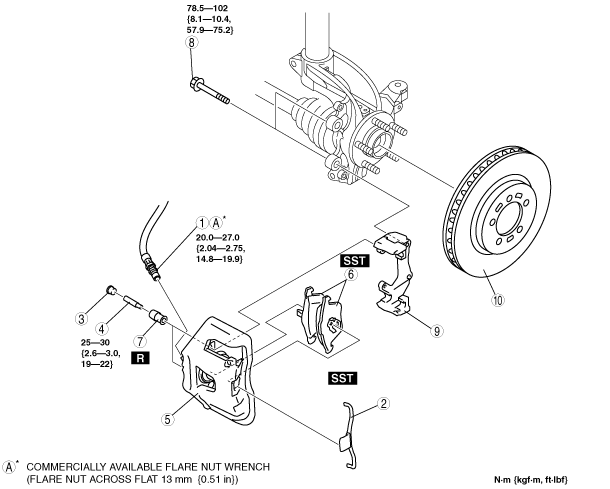 78.5—102
{8.1—10.4,
57.9—75.2}
8
1 A*
20.0—27.0
{2.04—2.75,
14.8—19.9}
SST
6
10
3
4
7
9
25—30
{2.6—3.0,
19—22}
R
SST
2
5
A* COMMERCIALLY AVAILABLE FLARE NUT WRENCH
(FLARE NUT ACROSS FLAT 13 mm {0.51 in})
N·m {kgf·m, ft·lbf}